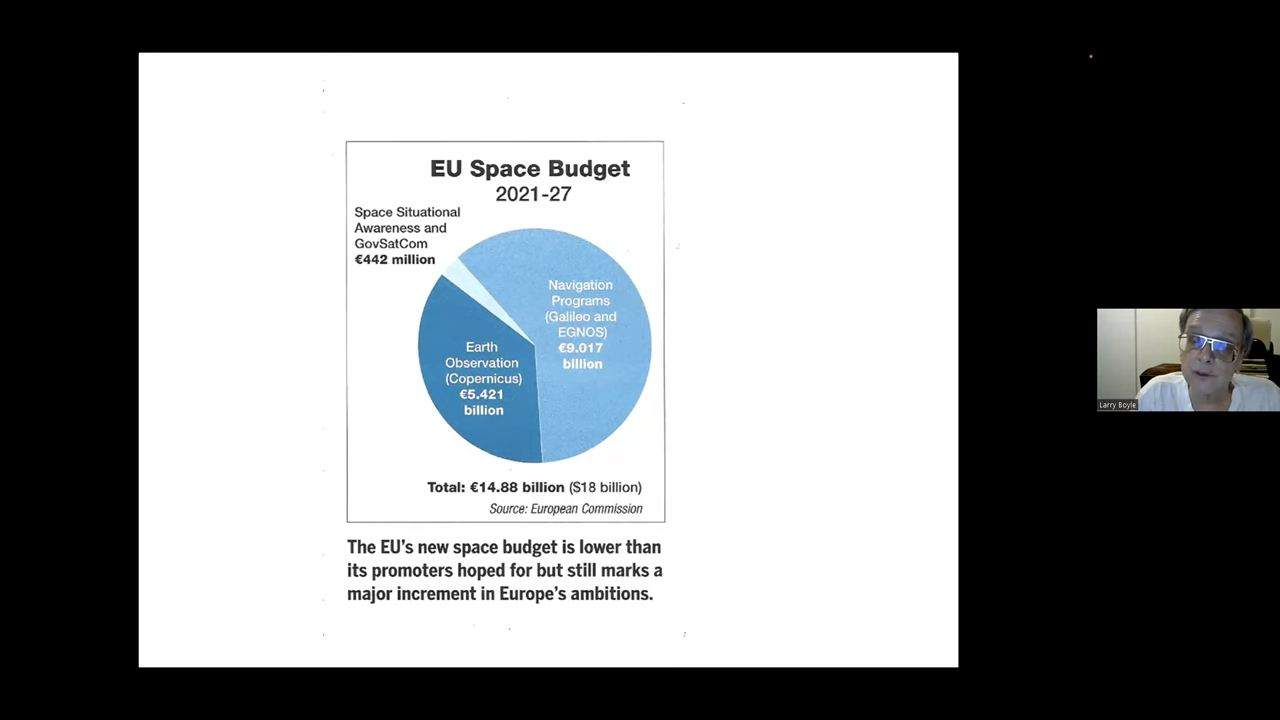 EU Space Budget
2021-27
Space Situational
Awareness and
GovSatCom
€442 million
Navigation
Programs
(Galileo and
EGNOS)
€9.017
billion
Earth
Observation
(Copernicus)
€5.421
billion
Total: €14.88 billion ($18 billion)
Source: European Commission
The EU's new space budget is lower than
its promoters hoped for but still marks a
major increment in Europe's ambitions.
Larry Boyle